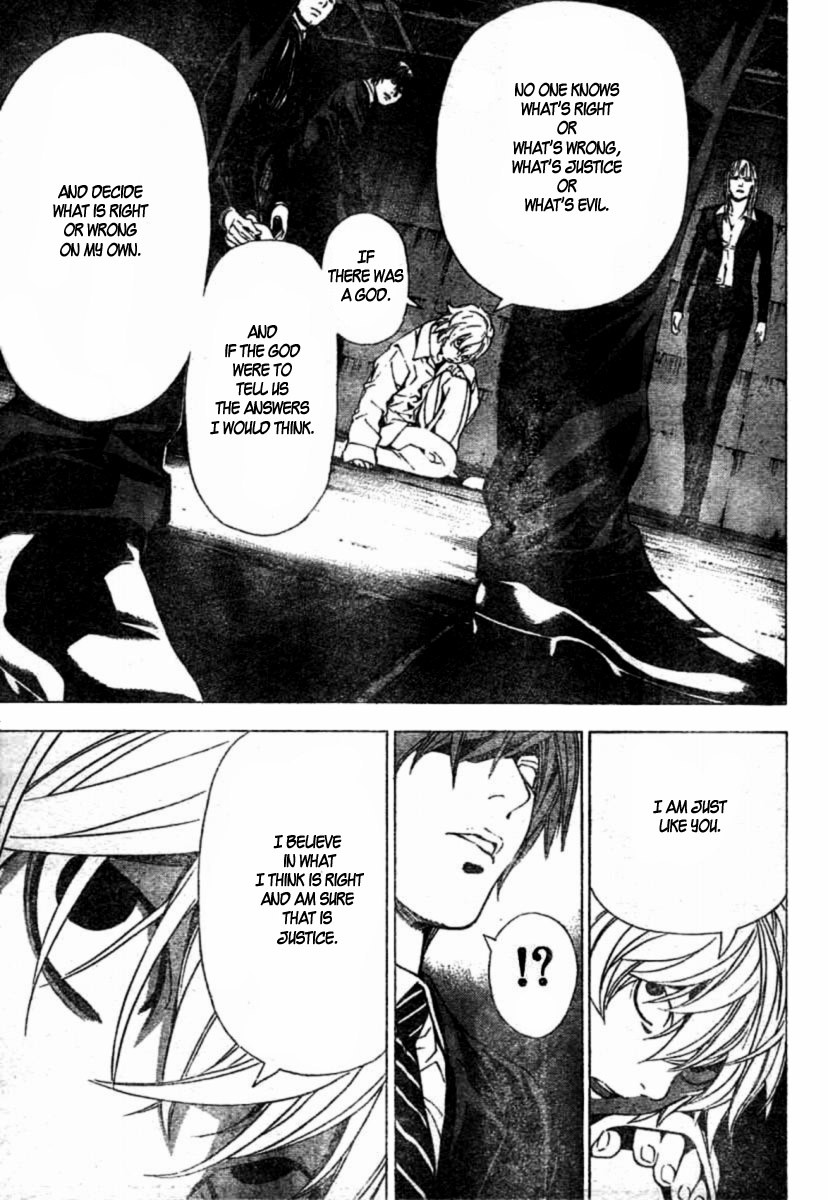 NO ONE KNOWS
WHAT'S RIGHT
OR
WHAT'S WRONG,
WHAT'S JUSTICE
OR
WHAT'S EVIL.
IF
THERE WAS
A GOD.
AND
IF THE GOD
WERE TO
TELL US
THE ANSWERS
I WOULD THINK.
AND DECIDE
WHAT IS RIGHT
OR WRONG
ON MY OWN.
I AM JUST
LIKE YOU.
!?
I BELIEVE
IN WHAT
I THINK IS RIGHT
AND AM SURE
THAT IS
JUSTICE.